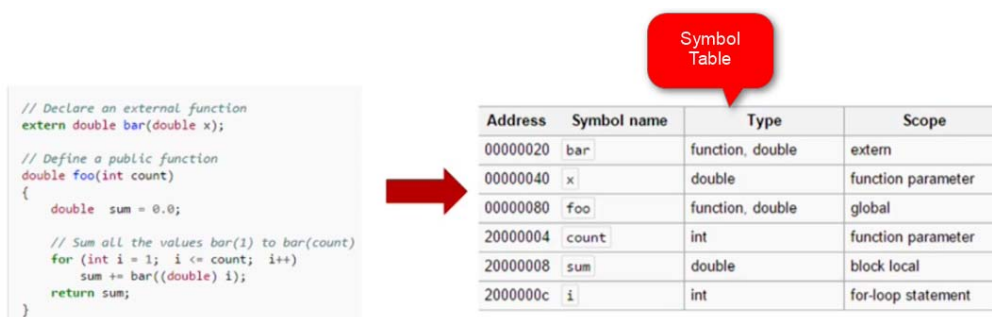 Symbol
Table
// Declare an external function
extern double bar(double x);
// Define a public function
double foo(int count)
{
double  sum = 0.0;
// Sum all the values bar(1) to bar(count)
for (int i = 1;  i <= count;  i++)
sum += bar((double) i);
return sum;
}
Address Symbol name Type Scope
00000020 bar function, double extern
00000040 x double function parameter
00000080 foo function, double global
20000004 count int function parameter
20000008 sum double block local
2000000c i int for-loop statement